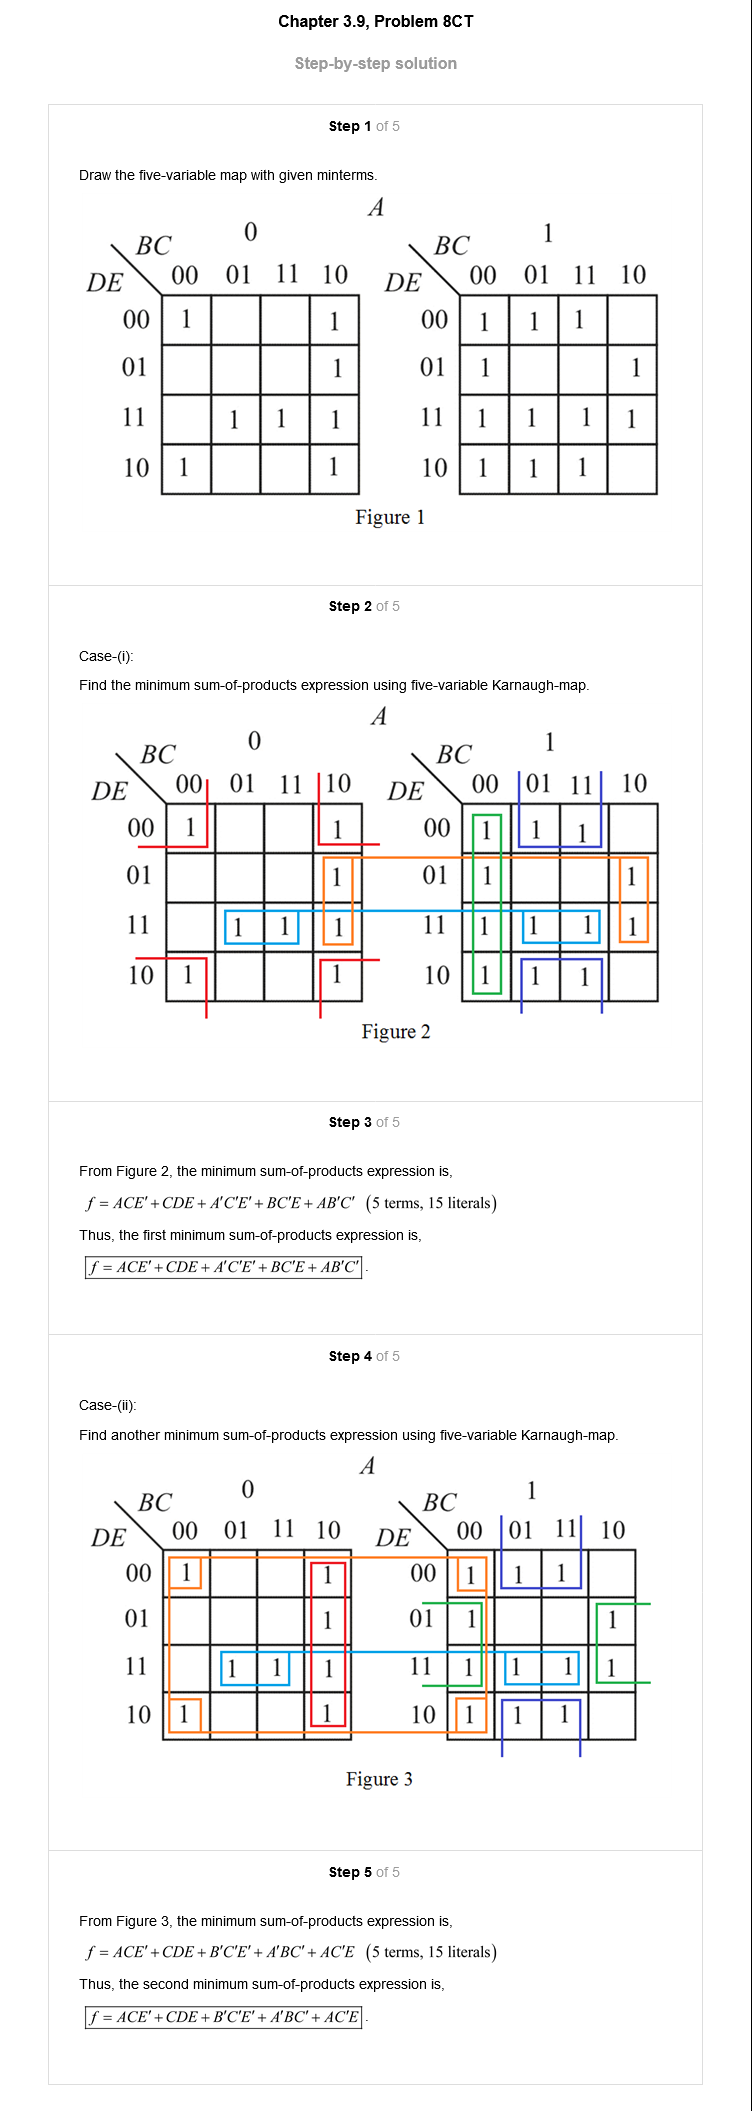 Chapter 3.9, Problem 8CT
Step-by-step solution
Step 1 of 5
Draw the five-variable map with given minterms.
A
0 1
BC BC
DE 00 01 11 10 DE 00 01 11 10
00 1 1 00 1 1 1
01 1 01 1 1
11 1 1 1 11 1 1 1 1
10 1 1 10 1 1 1
Figure 1
Step 2 of 5
Case-(i):
Find the minimum sum-of-products expression using five-variable Karnaugh-map.
A
0 1
BC BC
DE 00 01 11 10 DE 00 01 11 10
00 1 1 00 1 1 1
01 1 01 1 1
11 1 1 1 11 1 1 1 1
10 1 1 10 1 1 1
Figure 2
Step 3 of 5
From Figure 2, the minimum sum-of-products expression is,
f = ACE' + CDE + A'C'E' + BC'E + AB'C' (5 terms, 15 literals)
Thus, the first minimum sum-of-products expression is,
f = ACE' + CDE + A'C'E' + BC'E + AB'C' .
Step 4 of 5
Case-(ii):
Find another minimum sum-of-products expression using five-variable Karnaugh-map.
A
0 1
BC BC
DE 00 01 11 10 DE 00 01 11 10
00 1 1 00 1 1 1
01 1 01 1 1
11 1 1 1 11 1 1 1 1
10 1 1 10 1 1 1
Figure 3
Step 5 of 5
From Figure 3, the minimum sum-of-products expression is,
f = ACE' + CDE + B'C'E' + A'BC' + AC'E (5 terms, 15 literals)
Thus, the second minimum sum-of-products expression is,
f = ACE' + CDE + B'C'E' + A'BC' + AC'E .